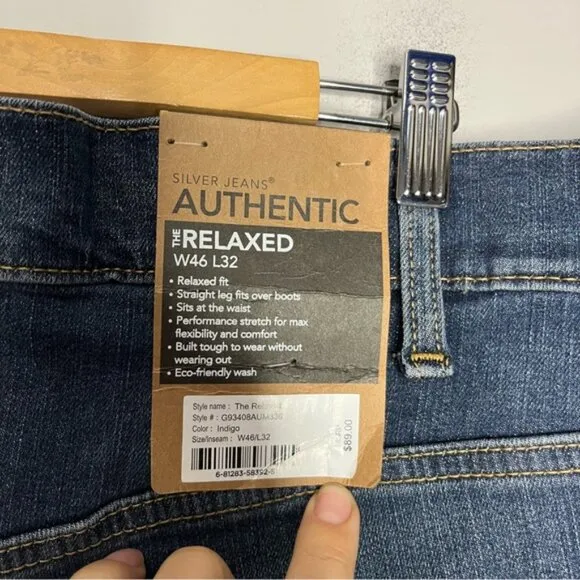 SILVER JEANS®
AUTHENTIC
THE RELAXED
W46 L32
• Relaxed fit
• Straight leg fits over boots
• Sits at the waist
• Performance stretch for max
flexibility and comfort
• Built tough to wear without
wearing out
• Eco-friendly wash
Style name : The
Style # :
Color : Indigo
Size/Inseam : W46/L32
$89.00